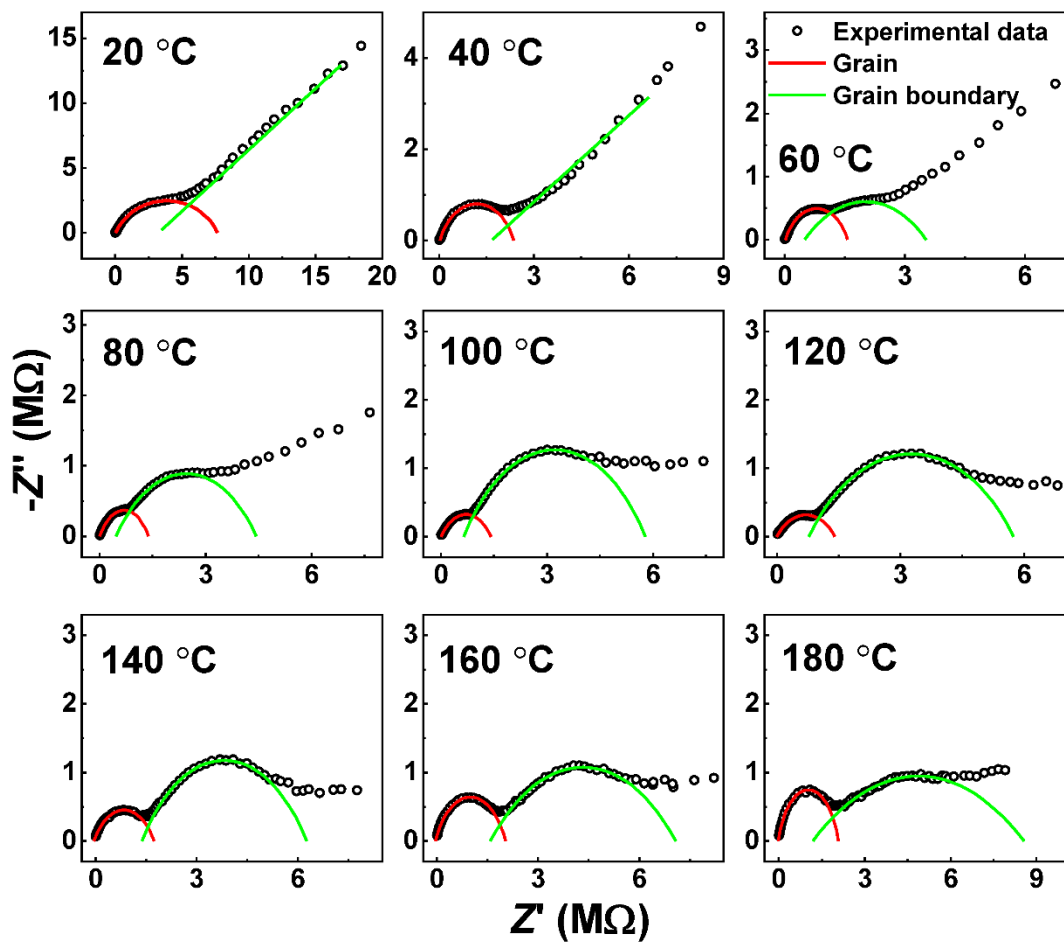 20 °C
40 °C
60 °C
Experimental data
Grain
Grain boundary
15
10
5
0
0 5 10 15 20
4
2
0
0 3 6 9
3
2
1
0
0 3 6
80 °C
100 °C
120 °C
3
2
1
0
0 3 6
3
2
1
0
0 3 6
3
2
1
0
0 3 6
140 °C
160 °C
180 °C
3
2
1
0
0 3 6
3
2
1
0
0 3 6
3
2
1
0
0 3 6 9
-Z'' (MΩ)
Z' (MΩ)